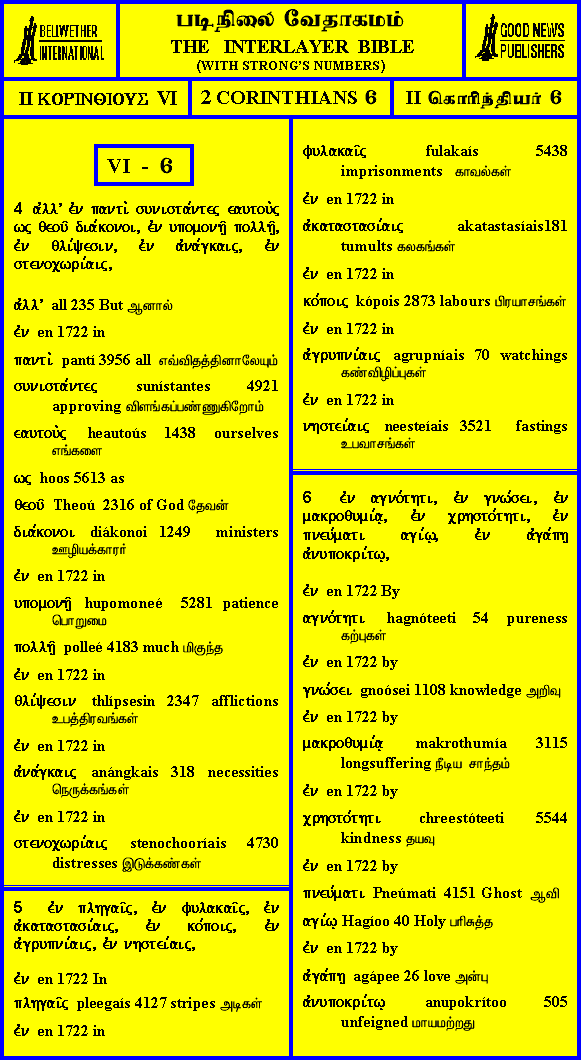 BELLWETHER
INTERNATIONAL
படிநிலை வேதாகமம்
THE INTERLAYER BIBLE
(WITH STRONG'S NUMBERS)
GOOD NEWS
PUBLISHERS
II ΚΟΡΙΝΘΙΟΥΣ VI
2 CORINTHIANS 6
II கொரிந்தியர் 6
VI - 6
4 ἀλλ' ἐν παντὶ συνιστάντες εαυτοὺς
ως θεοῦ διάκονοι, ἐν υπομονῇ πολλῇ,
ἐν θλίψεσιν, ἐν ἀνάγκαις, ἐν
στενοχωρίαις,
ἀλλ' all 235 But ஆனால்
ἐν en 1722 in
παντὶ pantí 3956 all எவ்விதத்தினாலேயும்
συνιστάντες sunístantes 4921
approving விளங்கப்பண்ணுகிறோம்
εαυτοὺς heautoús 1438 ourselves
எங்களை
ως hoos 5613 as
θεοῦ Theoú 2316 of God தேவன்
διάκονοι diákonoi 1249 ministers
ஊழியக்காரர்
ἐν en 1722 in
υπομονῇ hupomoneé 5281 patience
பொறுமை
πολλῇ polleé 4183 much மிகுந்த
ἐν en 1722 in
θλίψεσιν thlípsesin 2347 afflictions
உபத்திரவங்கள்
ἐν en 1722 in
ἀνάγκαις anángkais 318 necessities
நெருக்கங்கள்
ἐν en 1722 in
στενοχωρίαις stenochooríais 4730
distresses இடுக்கண்கள்
5 ἐν πληγαῖς, ἐν φυλακαῖς, ἐν
ἀκαταστασίαις, ἐν κόποις, ἐν
ἀγρυπνίαις, ἐν νηστείαις,
ἐν en 1722 In
πληγαῖς pleegaís 4127 stripes அடிகள்
ἐν en 1722 in
φυλακαῖς fulakaís 5438
imprisonments காவல்கள்
ἐν en 1722 in
ἀκαταστασίαις akatastasíais181
tumults கலகங்கள்
ἐν en 1722 in
κόποις kópois 2873 labours பிரயாசங்கள்
ἐν en 1722 in
ἀγρυπνίαις agrupníais 70 watchings
கண்விழிப்புகள்
ἐν en 1722 in
νηστείαις neesteíais 3521 fastings
உபவாசங்கள்
6 ἐν αγνότητι, ἐν γνώσει, ἐν
μακροθυμίᾳ, ἐν χρηστότητι, ἐν
πνεύματι αγίῳ, ἐν ἀγάπῃ
ἀνυποκρίτῳ,
ἐν en 1722 By
αγνότητι hagnóteeti 54 pureness
கற்புகள்
ἐν en 1722 by
γνώσει gnoósei 1108 knowledge அறிவு
ἐν en 1722 by
μακροθυμίᾳ makrothumía 3115
longsuffering நீடிய சாந்தம்
ἐν en 1722 by
χρηστότητι chreestóteeti 5544
kindness தயவு
ἐν en 1722 by
πνεύματι Pneúmati 4151 Ghost ஆவி
αγίῳ Hagíoo 40 Holy பரிசுத்த
ἐν en 1722 by
ἀγάπῃ agápee 26 love அன்பு
ἀνυποκρίτῳ anupokrítoo 505
unfeigned மாயமற்றது